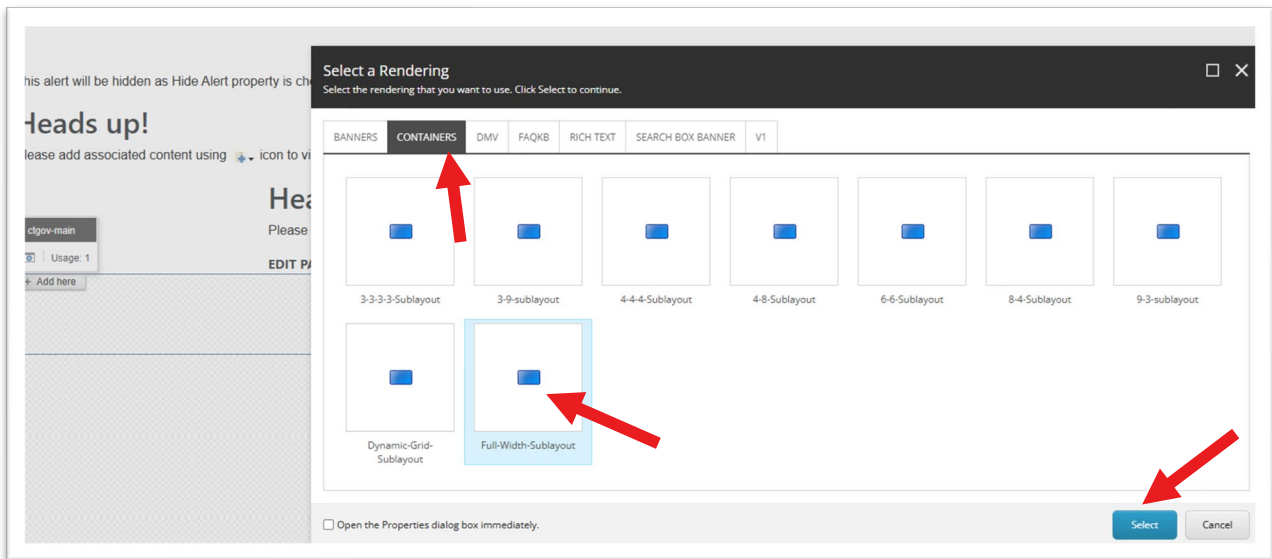 his alert will be hidden as Hide Alert property is ch
Heads up!
lease add associated content using icon to vi
Hea
Please
EDIT PA
ctgov-main
Usage: 1
+ Add here
Select a Rendering
Select the rendering that you want to use. Click Select to continue.
BANNERS CONTAINERS DMV FAQKB RICH TEXT SEARCH BOX BANNER V1
3-3-3-3-Sublayout 3-9-sublayout 4-4-4-Sublayout 4-8-Sublayout 6-6-Sublayout 8-4-Sublayout 9-3-sublayout
Dynamic-Grid-
Sublayout
Full-Width-Sublayout
Open the Properties dialog box immediately.
Select Cancel